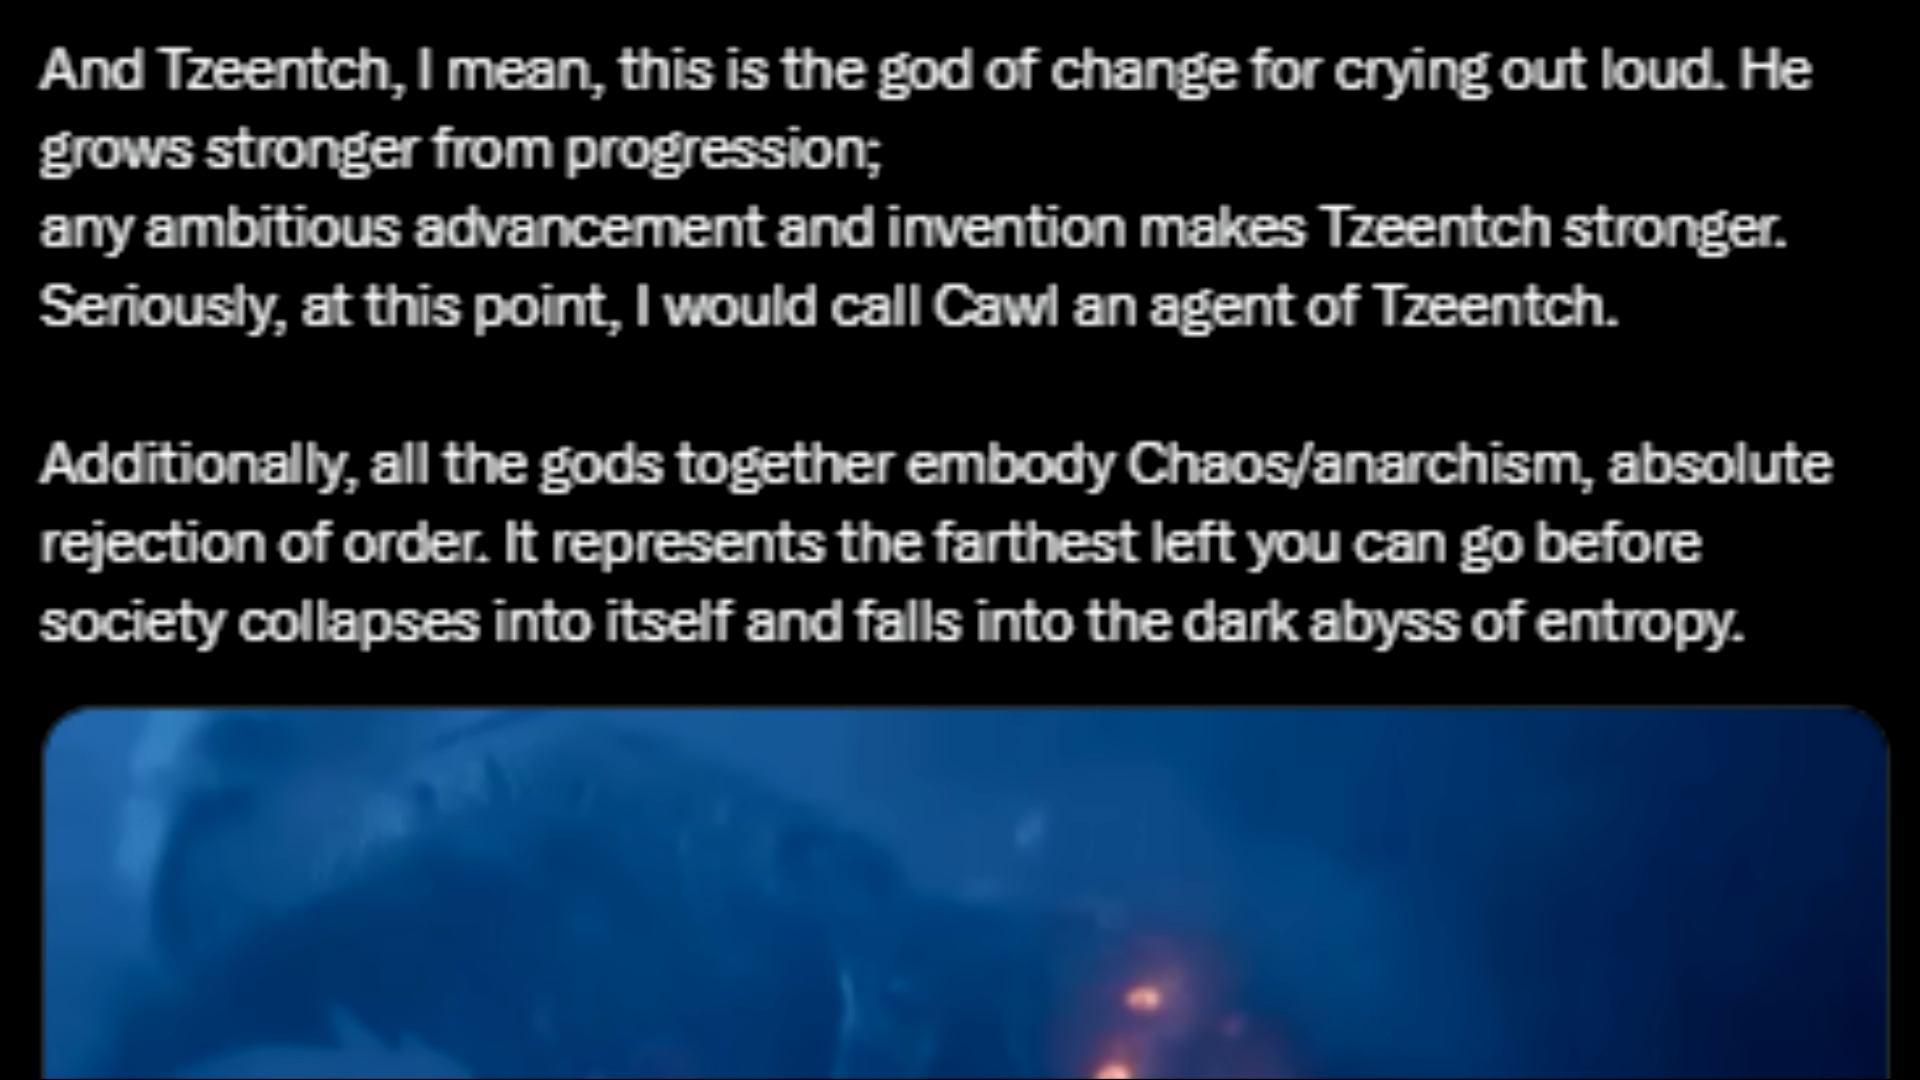 And Tzeentch, I mean, this is the god of change for crying out loud. He
grows stronger from progression;
any ambitious advancement and invention makes Tzeentch stronger.
Seriously, at this point, I would call Cawl an agent of Tzeentch.
Additionally, all the gods together embody Chaos/anarchism, absolute
rejection of order. It represents the farthest left you can go before
society collapses into itself and falls into the dark abyss of entropy.